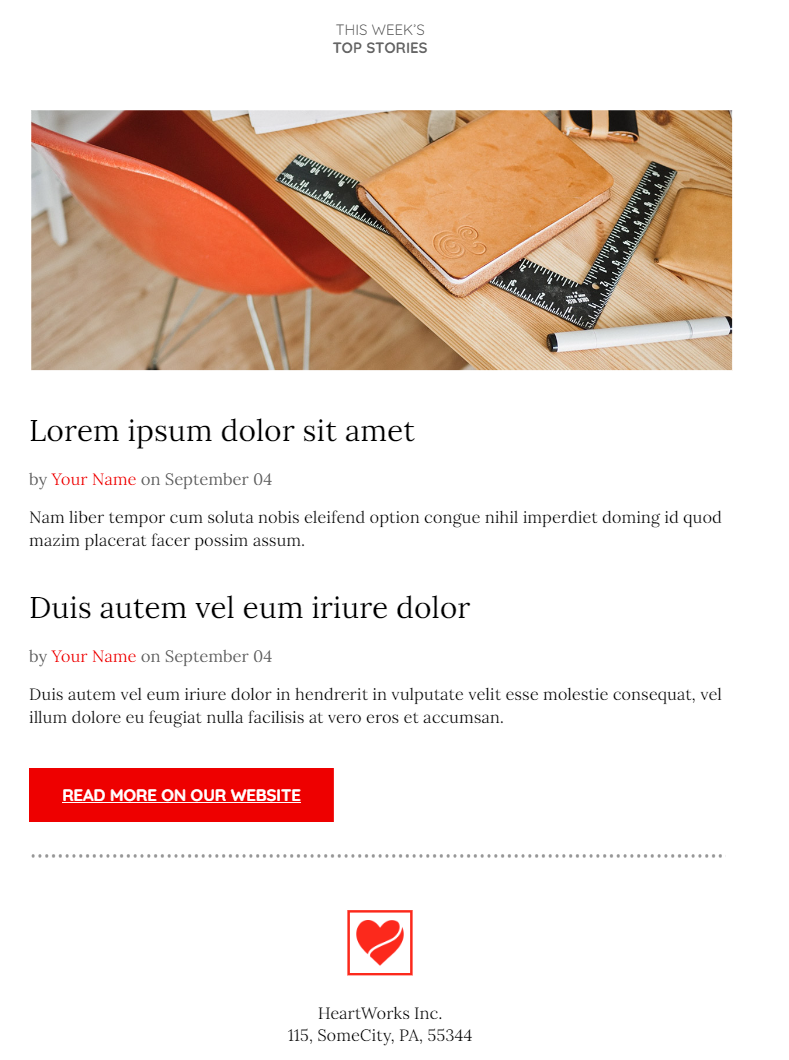 THIS WEEK'S
TOP STORIES
Lorem ipsum dolor sit amet
by Your Name on September 04
Nam liber tempor cum soluta nobis eleifend option congue nihil imperdiet doming id quod
mazim placerat facer possim assum.
Duis autem vel eum iriure dolor
by Your Name on September 04
Duis autem vel eum iriure dolor in hendrerit in vulputate velit esse molestie consequat, vel
illum dolore eu feugiat nulla facilisis at vero eros et accumsan.
READ MORE ON OUR WEBSITE
HeartWorks Inc.
115, SomeCity, PA, 55344